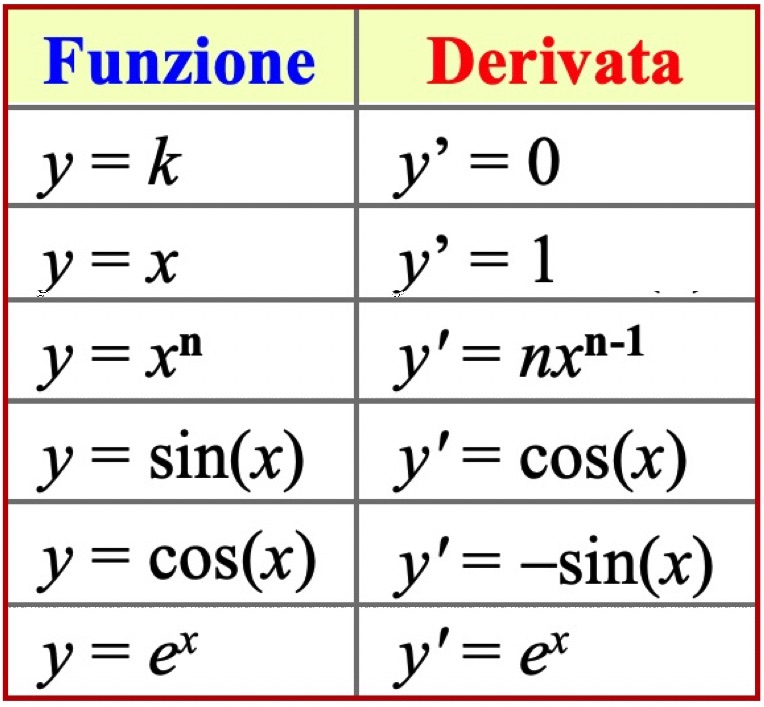 Funzione Derivata
y = k y’ = 0
y = x y’ = 1
y = xⁿ y′ = nxⁿ⁻¹
y = sin(x) y′ = cos(x)
y = cos(x) y′ = –sin(x)
y = eˣ y′ = eˣ